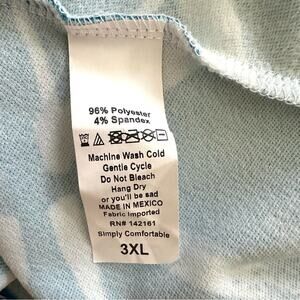 96% Polyester
4% Spandex
Machine Wash Cold
Gentle Cycle
Do Not Bleach
Hang Dry
or you'll be sad
MADE IN MEXICO
Fabric Imported
RN# 142161
Simply Comfortable
3XL